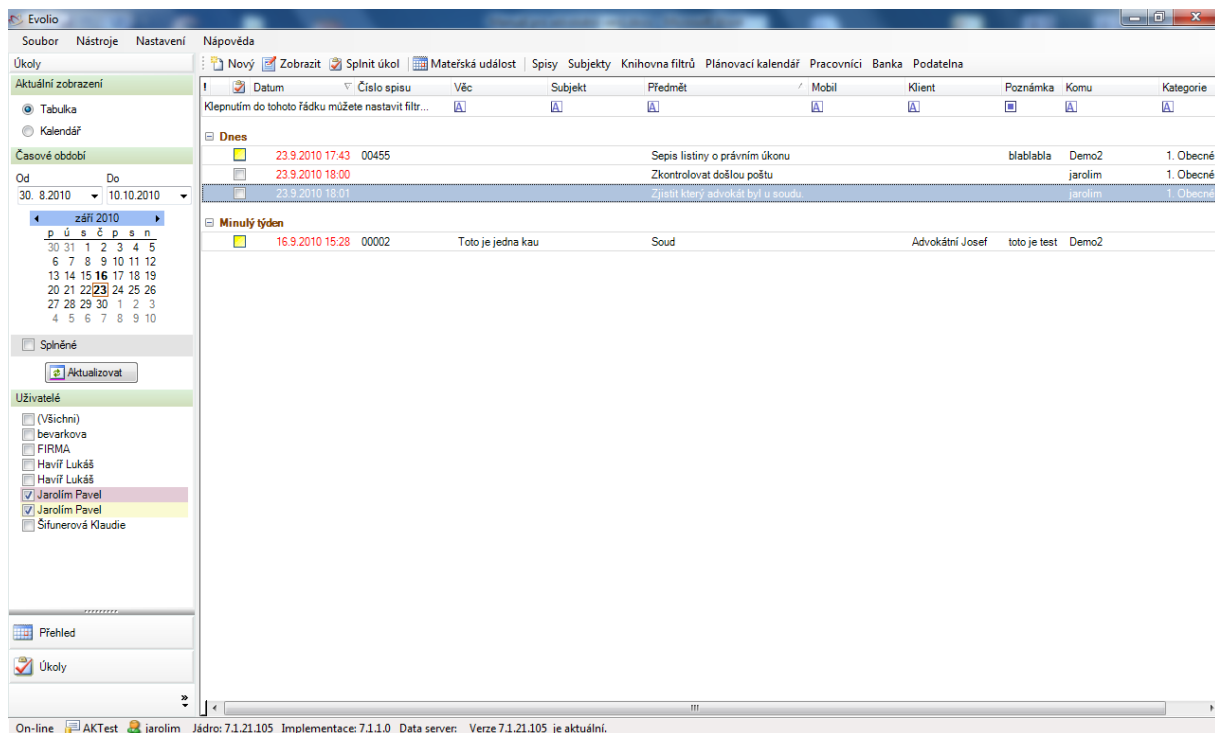 Evolio
Soubor Nástroje Nastavení Nápověda
Úkoly
Nový Zobrazit Splnit úkol Mateřská událost Spisy Subjekty Knihovna filtrů Plánovací kalendář Pracovníci Banka Podatelna
Aktuální zobrazení
Tabulka
Kalendář
Časové období
Od Do
30. 8.2010 10.10.2010
září 2010
p ú s č p s n
30 31 1 2 3 4 5
6 7 8 9 10 11 12
13 14 15 16 17 18 19
20 21 22 23 24 25 26
27 28 29 30 1 2 3
4 5 6 7 8 9 10
Splněné
Aktualizovat
Uživatelé
(Všichni)
bevarkova
FIRMA
Havíř Lukáš
Havíř Lukáš
Jarolím Pavel
Jarolím Pavel
Šifunerová Klaudie
Přehled
Úkoly
! Datum Číslo spisu Věc Subjekt Předmět Mobil Klient Poznámka Komu Kategorie
Klepnutím do tohoto řádku můžete nastavit filtr...
Dnes
23.9.2010 17:43 00455 Sepis listiny o právním úkonu blablabla Demo2 1. Obecné
23.9.2010 18:00 Zkontrolovat došlou poštu jarolim 1. Obecné
23.9.2010 18:01 Zjistit který advokát byl u soudu. jarolim 1. Obecné
Minulý týden
16.9.2010 15:28 00002 Toto je jedna kau Soud Advokátní Josef toto je test Demo2
On-line AKTest jarolim Jádro: 7.1.21.105 Implementace: 7.1.1.0 Data server: Verze 7.1.21.105 je aktuální.